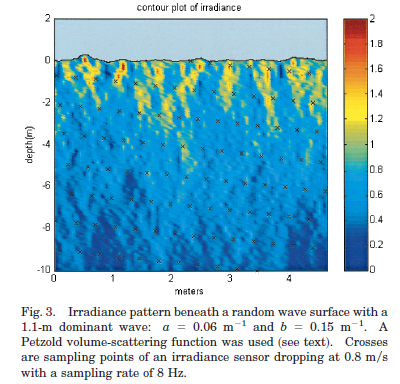 contour plot of irradiance
2
0
-2
-4
-6
-8
-10
depth(m)
0
1
2
3
4
meters
2
1.8
1.6
1.4
1.2
1
0.8
0.6
0.4
0.2
0
Fig. 3. Irradiance pattern beneath a random wave surface with a
1.1-m dominant wave: a = 0.06 m⁻¹ and b = 0.15 m⁻¹. A
Petzold volume-scattering function was used (see text). Crosses
are sampling points of an irradiance sensor dropping at 0.8 m/s
with a sampling rate of 8 Hz.